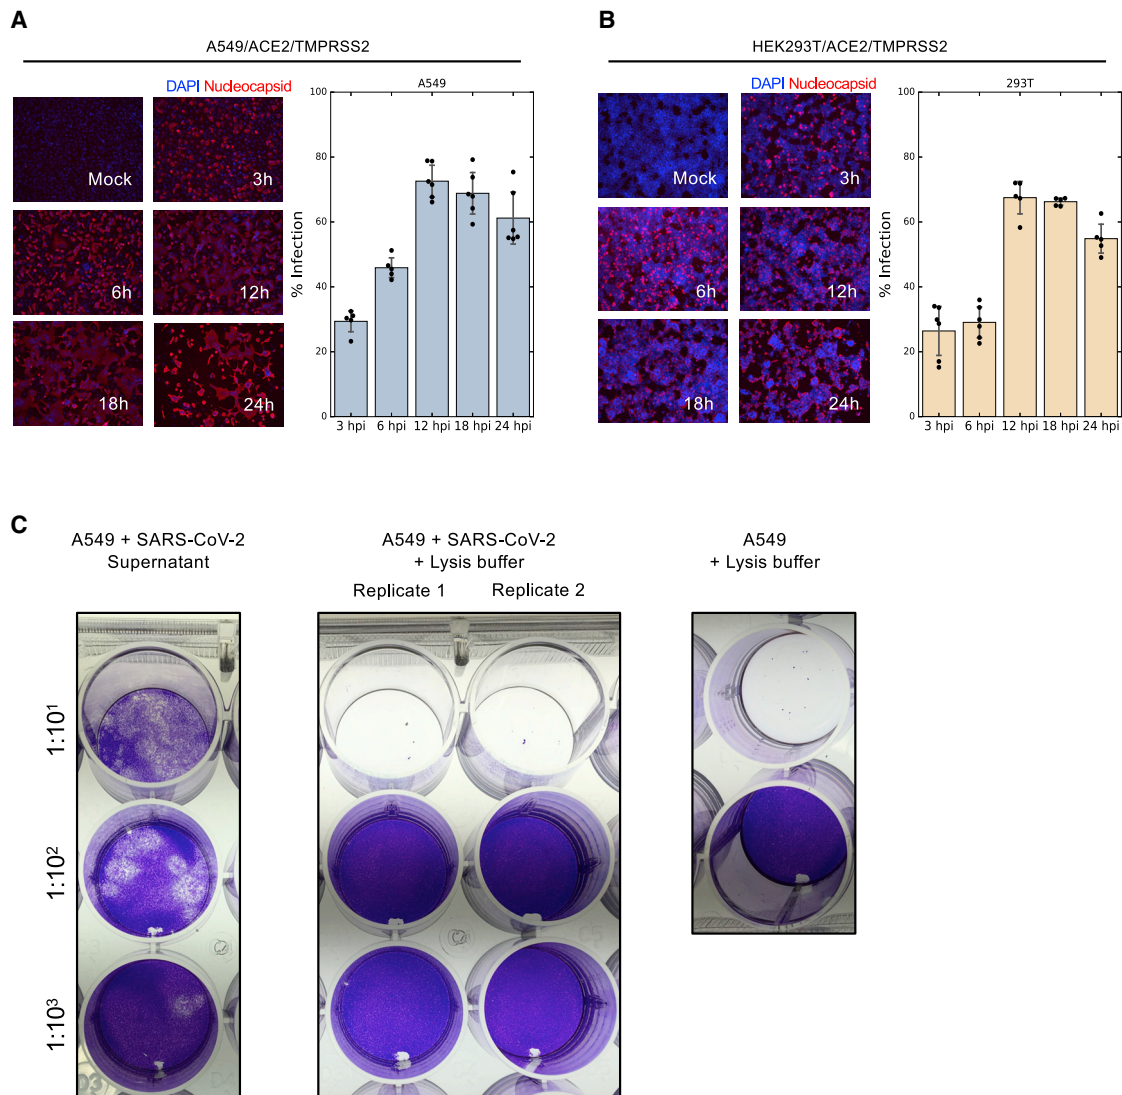 A
A549/ACE2/TMPRSS2
DAPI Nucleocapsid
Mock
3h
6h
12h
18h
24h
A549
% Infection
100
80
60
40
20
0
3 hpi 6 hpi 12 hpi 18 hpi 24 hpi
B
HEK293T/ACE2/TMPRSS2
DAPI Nucleocapsid
Mock
3h
6h
12h
18h
24h
293T
% Infection
100
80
60
40
20
0
3 hpi 6 hpi 12 hpi 18 hpi 24 hpi
C
A549 + SARS-CoV-2
Supernatant
A549 + SARS-CoV-2
+ Lysis buffer
Replicate 1 Replicate 2
A549
+ Lysis buffer
1:10¹
1:10²
1:10³